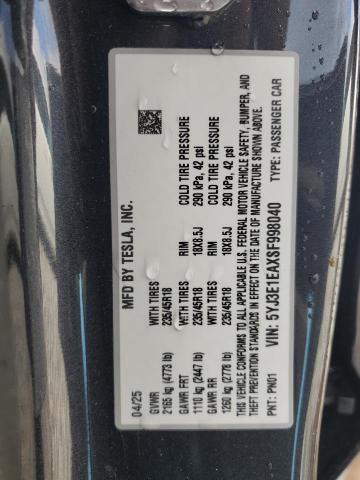 MFD BY TESLA, INC.
04/25
GVWR
2165 kg (4773 lb)
WITH TIRES
235/45R18
RIM
18X8.5J
COLD TIRE PRESSURE
290 kPa, 42 psi
GAWR FRT
1110 kg (2447 lb)
WITH TIRES
235/45R18
RIM
18X8.5J
COLD TIRE PRESSURE
290 kPa, 42 psi
GAWR RR
1260 kg (2778 lb)
THIS VEHICLE CONFORMS TO ALL APPLICABLE U.S. FEDERAL MOTOR VEHICLE SAFETY, BUMPER, AND
THEFT PREVENTION STANDARDS IN EFFECT ON THE DATE OF MANUFACTURE SHOWN ABOVE.
VIN: 5YJ3E1EAXSF998040
TYPE: PASSENGER CAR
PNT: PN01